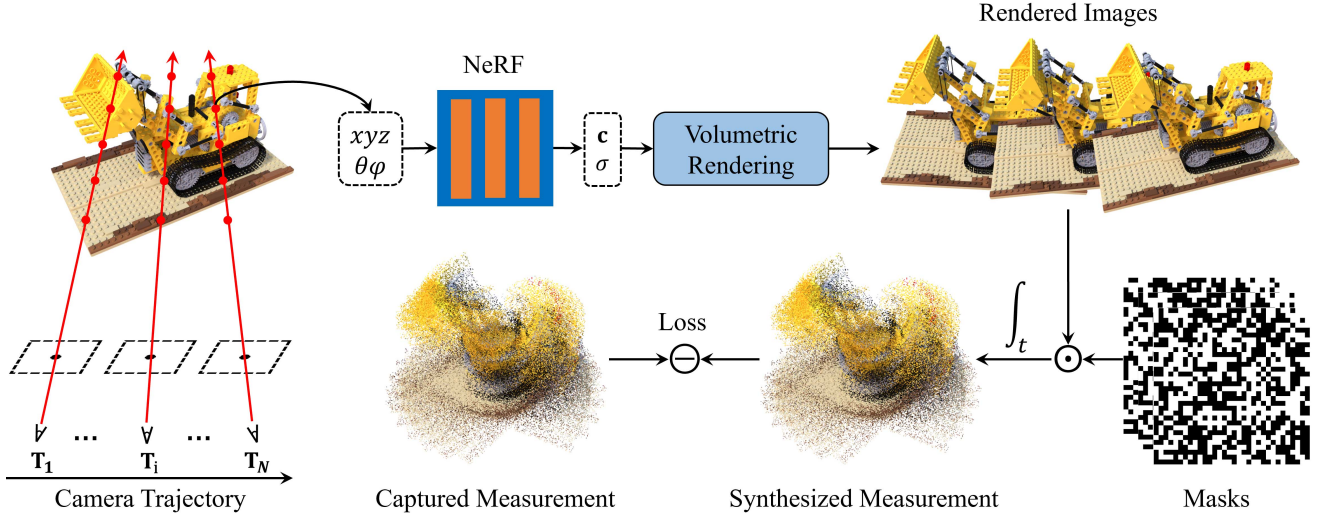 Rendered Images
NeRF
xyz
θφ
c
σ
Volumetric
Rendering
∫t
Loss
T1 ... Ti ... TN
Camera Trajectory
Captured Measurement
Synthesized Measurement
Masks